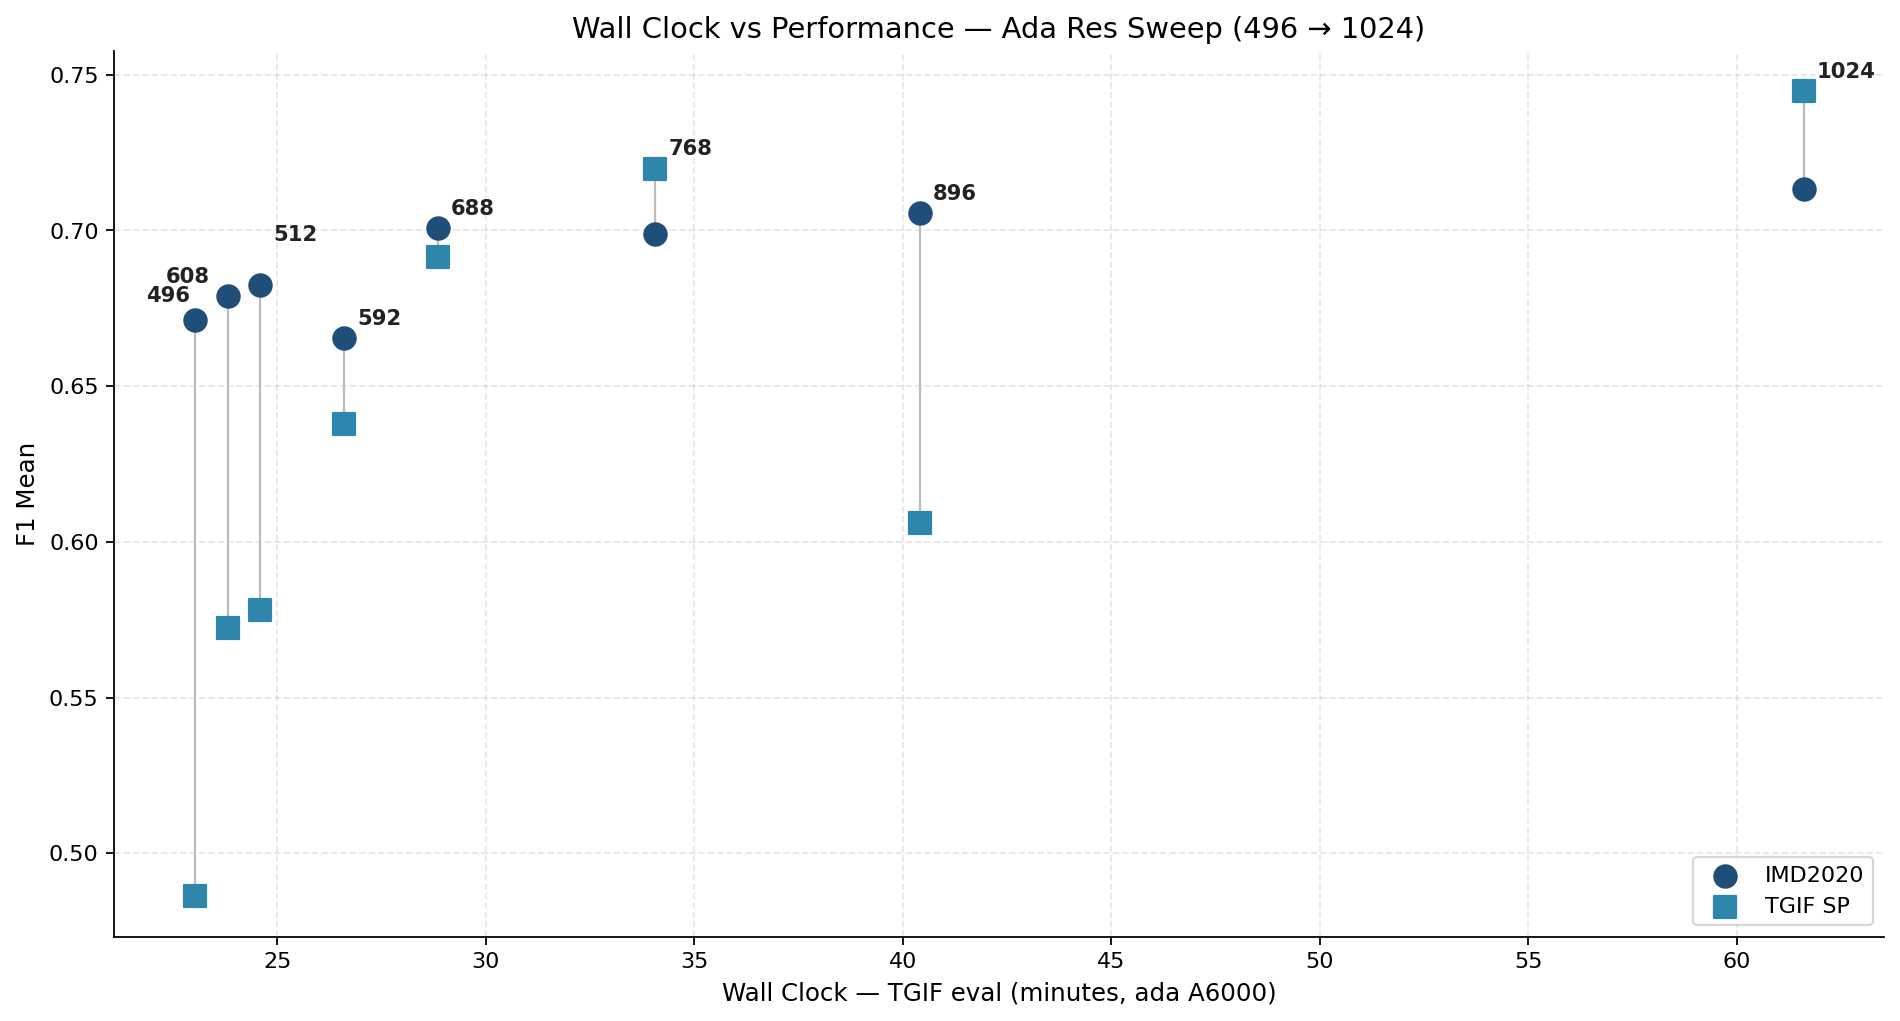 Wall Clock vs Performance — Ada Res Sweep (496 → 1024)
F1 Mean
0.75
0.70
0.65
0.60
0.55
0.50
1024
768
896
688
512
608
496
592
IMD2020
TGIF SP
25 30 35 40 45 50 55 60
Wall Clock — TGIF eval (minutes, ada A6000)